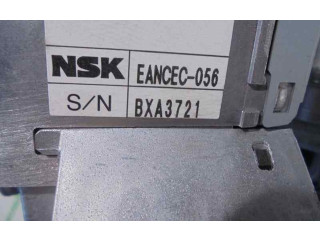 NSK EANCEC-056
S/N BXA3721